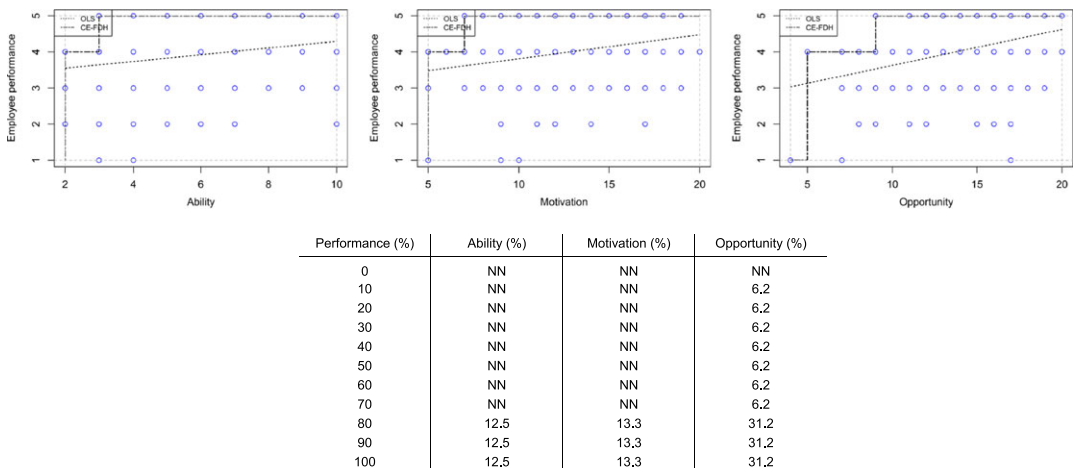 OLS
CE-FDH
Employee performance
5
4
3
2
1
2
4
6
8
10
Ability
OLS
CE-FDH
Employee performance
5
4
3
2
1
5
10
15
20
Motivation
OLS
CE-FDH
Employee performance
5
4
3
2
1
5
10
15
20
Opportunity
Performance (%) Ability (%) Motivation (%) Opportunity (%)
0 NN NN NN
10 NN NN 6.2
20 NN NN 6.2
30 NN NN 6.2
40 NN NN 6.2
50 NN NN 6.2
60 NN NN 6.2
70 NN NN 6.2
80 12.5 13.3 31.2
90 12.5 13.3 31.2
100 12.5 13.3 31.2